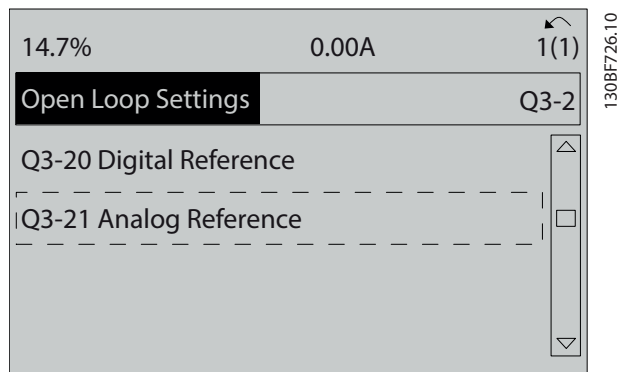 14.7% 0.00A 1(1)
Open Loop Settings Q3-2
Q3-20 Digital Reference
Q3-21 Analog Reference
130BF726.10